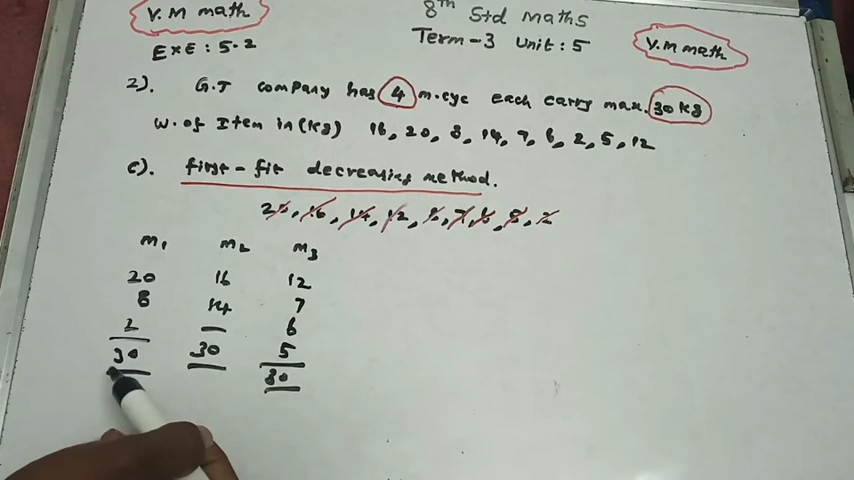 V.M math
8th Std Maths
EXE : 5.2
Term-3 Unit : 5
V.M math
2). G.T company has 4 m.cyc each carry max. 30 kg
W. of Item in (kg) 16, 20, 8, 14, 7, 6, 2, 5, 12
c). first-fit decreasing method.
20, 16, 14, 12, 8, 7, 6, 5, 2
M1 M2 M3
20 16 12
8 14 7
2 6
30 30 5
30